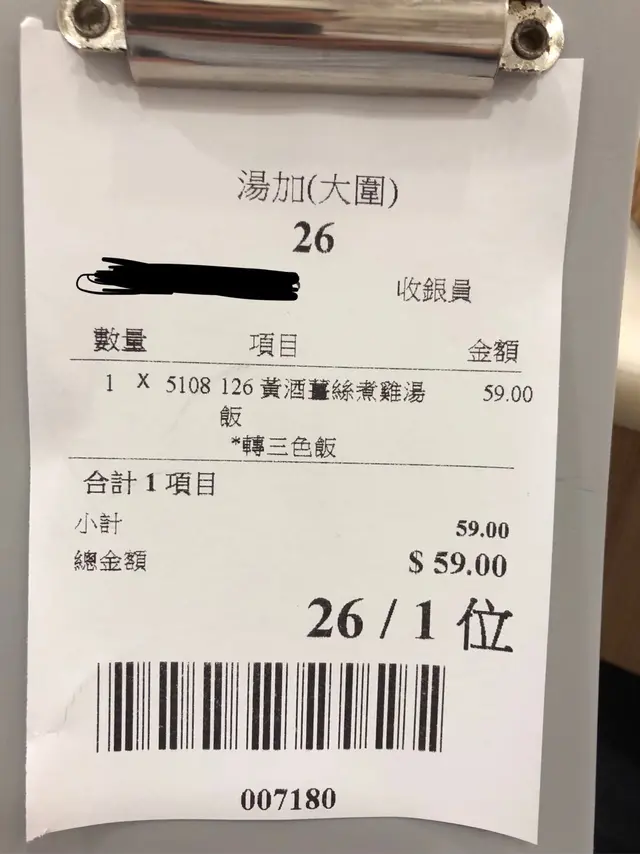 湯加(大圍)
26
收銀員
數量 項目 金額
1 X 5108 126 黃酒薑絲煮雞湯 59.00
飯
*轉三色飯
合計 1 項目
小計 59.00
總金額 $ 59.00
26 / 1 位
007180